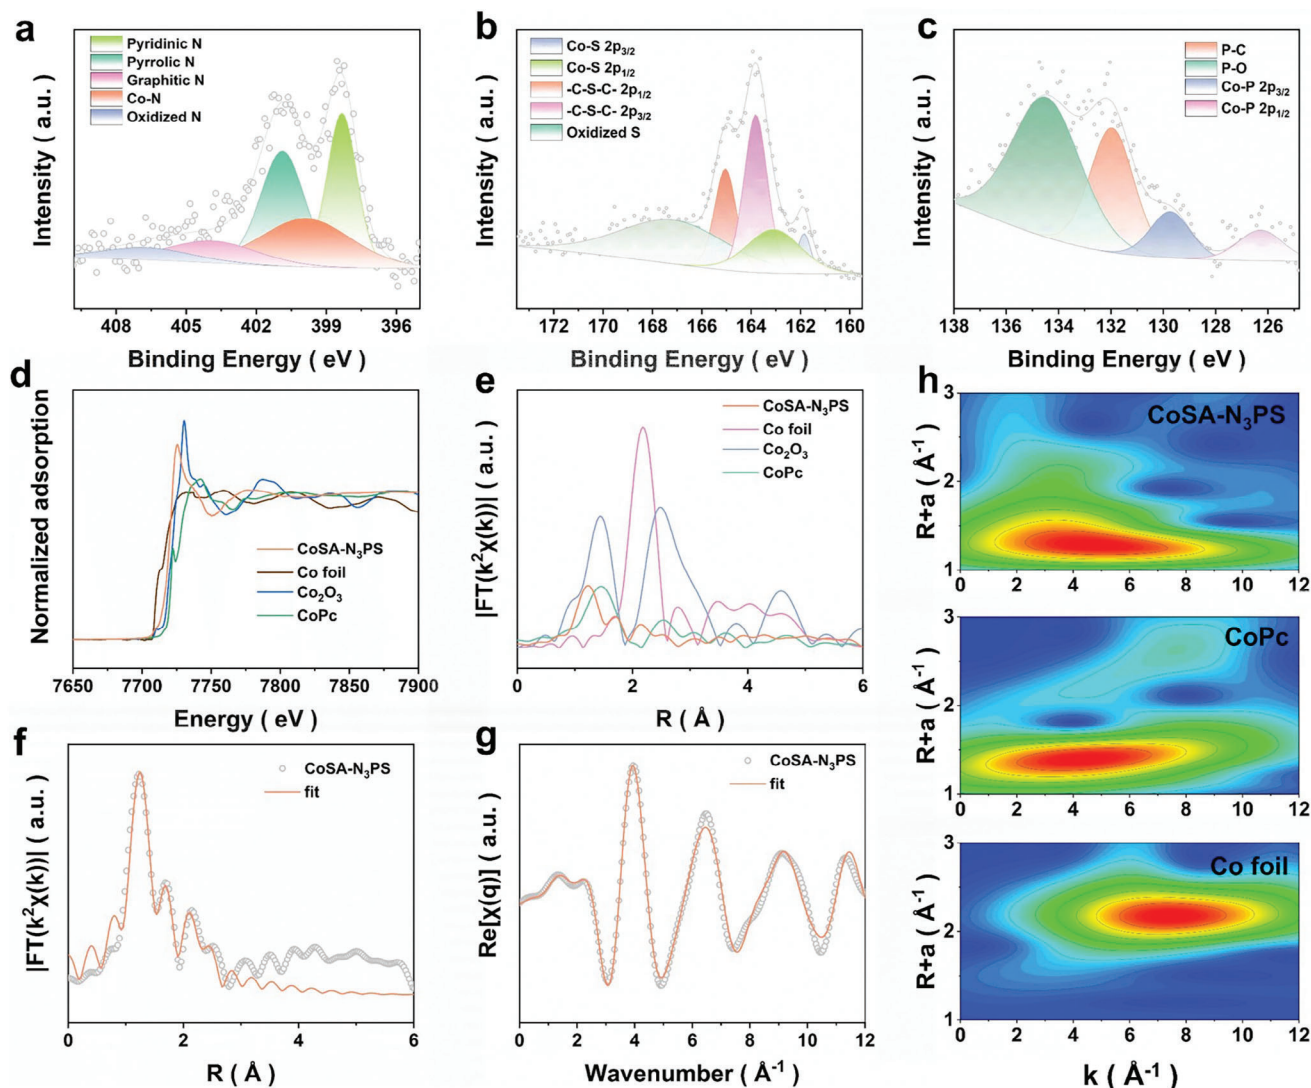 a
Pyridinic N
Pyrrolic N
Graphitic N
Co-N
Oxidized N
Intensity ( a.u. )
408 405 402 399 396
Binding Energy ( eV )
b
Co-S 2p3/2
Co-S 2p1/2
-C-S-C- 2p1/2
-C-S-C- 2p3/2
Oxidized S
Intensity ( a.u. )
172 170 168 166 164 162 160
Binding Energy ( eV )
c
P-C
P-O
Co-P 2p3/2
Co-P 2p1/2
Intensity ( a.u. )
138 136 134 132 130 128 126
Binding Energy ( eV )
d
CoSA-N₃PS
Co foil
Co₂O₃
CoPc
Normalized adsorption
7650 7700 7750 7800 7850 7900
Energy ( eV )
e
CoSA-N₃PS
Co foil
Co₂O₃
CoPc
|FT(k²χ(k))| ( a.u. )
0 2 4 6
R ( Å )
f
CoSA-N₃PS
fit
|FT(k²χ(k))| ( a.u. )
0 2 4 6
R ( Å )
g
CoSA-N₃PS
fit
Re[χ(q)] ( a.u. )
0 2 4 6 8 10 12
Wavenumber ( Å⁻¹ )
h
CoSA-N₃PS
R+a ( Å⁻¹ )
3
2
1
0 2 4 6 8 10 12
CoPc
R+a ( Å⁻¹ )
3
2
1
0 2 4 6 8 10 12
Co foil
R+a ( Å⁻¹ )
3
2
1
0 2 4 6 8 10 12
k ( Å⁻¹ )